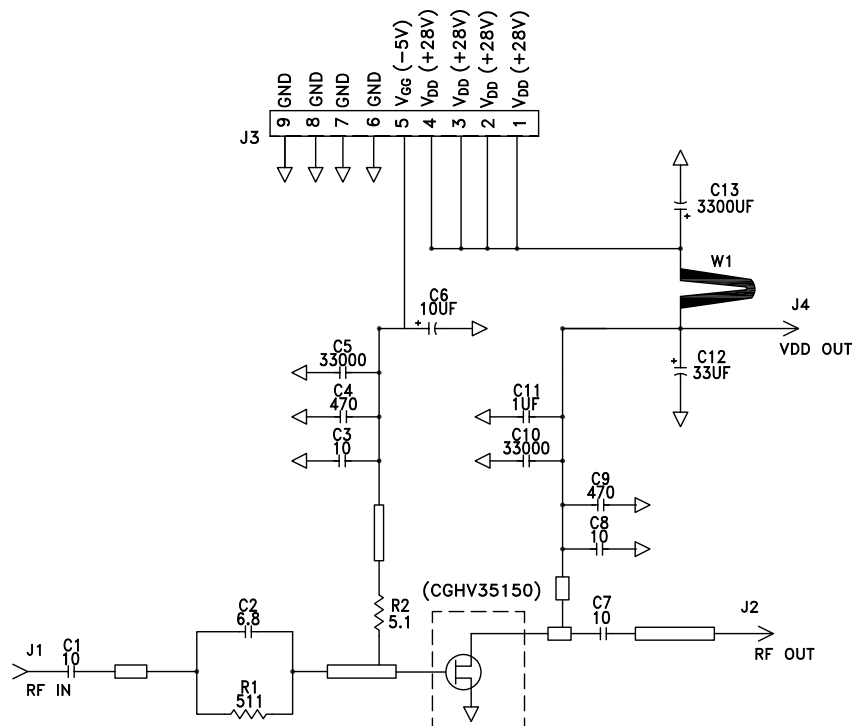 GND
GND
GND
GND
VGG (-5V)
VDD (+28V)
VDD (+28V)
VDD (+28V)
VDD (+28V)
9 8 7 6 5 4 3 2 1
J3
C13
3300UF
W1
J4
VDD OUT
C6
10UF
C12
33UF
C5
33000
C4
470
C3
10
C11
1UF
C10
33000
C9
470
C8
10
(CGHV35150)
R2
5.1
C7
10
J2
RF OUT
C2
6.8
J1
C1
10
RF IN
R1
511